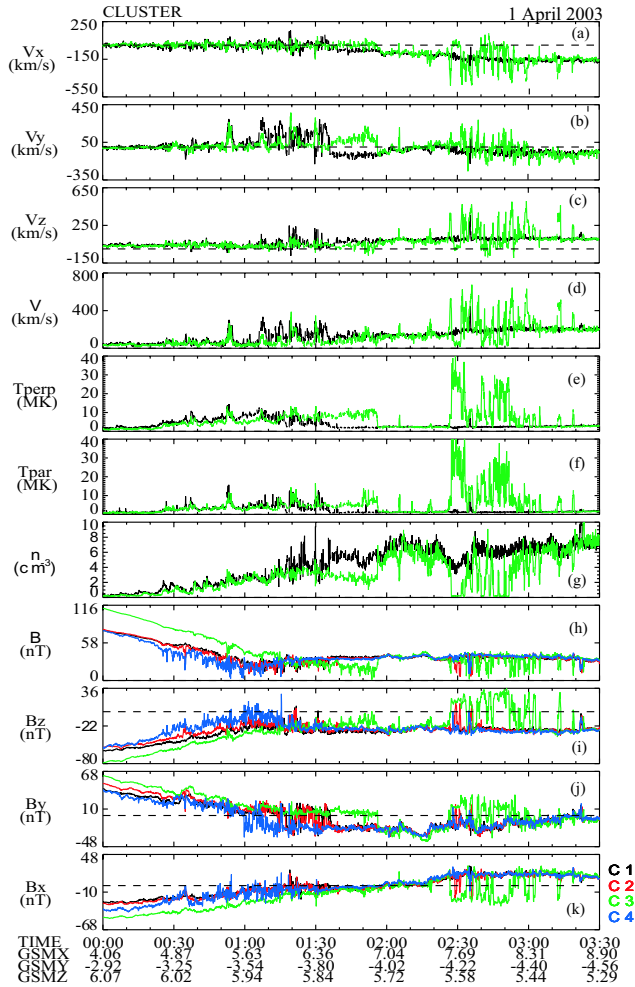 CLUSTER 1 April 2003
250
Vx -150 (a)
(km/s)
-550
450
Vy 50 (b)
(km/s)
-350
650
Vz 250 (c)
(km/s)
-150
800
V 400 (d)
(km/s)
0
40
Tperp 30 (e)
(MK) 20
10
0
40
Tpar 30 (f)
(MK) 20
10
0
10
8
n 6
(cm³) 4
2 (g)
0
116
B 58 (h)
(nT)
0
36
Bz -22
(nT) (i)
-80
68
By 10 (j)
(nT)
-48
48
Bx -10
(nT) (k)
-68
C 1
C 2
C 3
C 4
TIME 00:00 00:30 01:00 01:30 02:00 02:30 03:00 03:30
GSMX 4.06 4.87 5.63 6.36 7.04 7.69 8.31 8.90
GSMY -2.92 -3.25 -3.54 -3.80 -4.02 -4.22 -4.40 -4.56
GSMZ 6.07 6.02 5.94 5.84 5.72 5.58 5.44 5.29